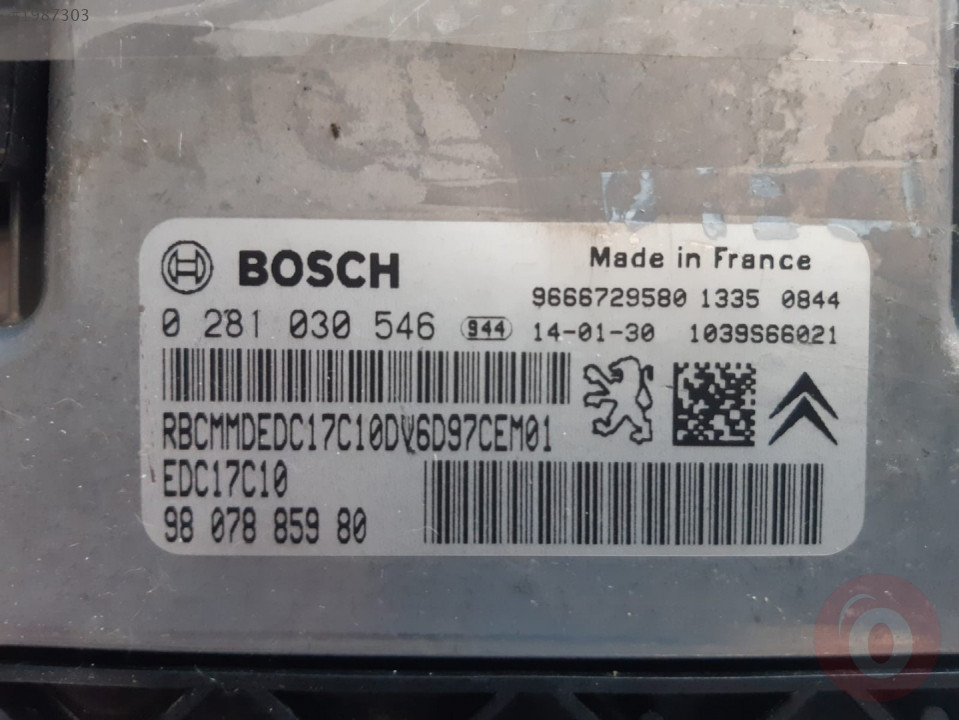 987303
BOSCH
Made in France
9666729580 1335 0844
0 281 030 546 944 14-01-30 1039S66021
RBCMMDEDC17C10DV6D97CEM01
EDC17C10
98 078 859 80